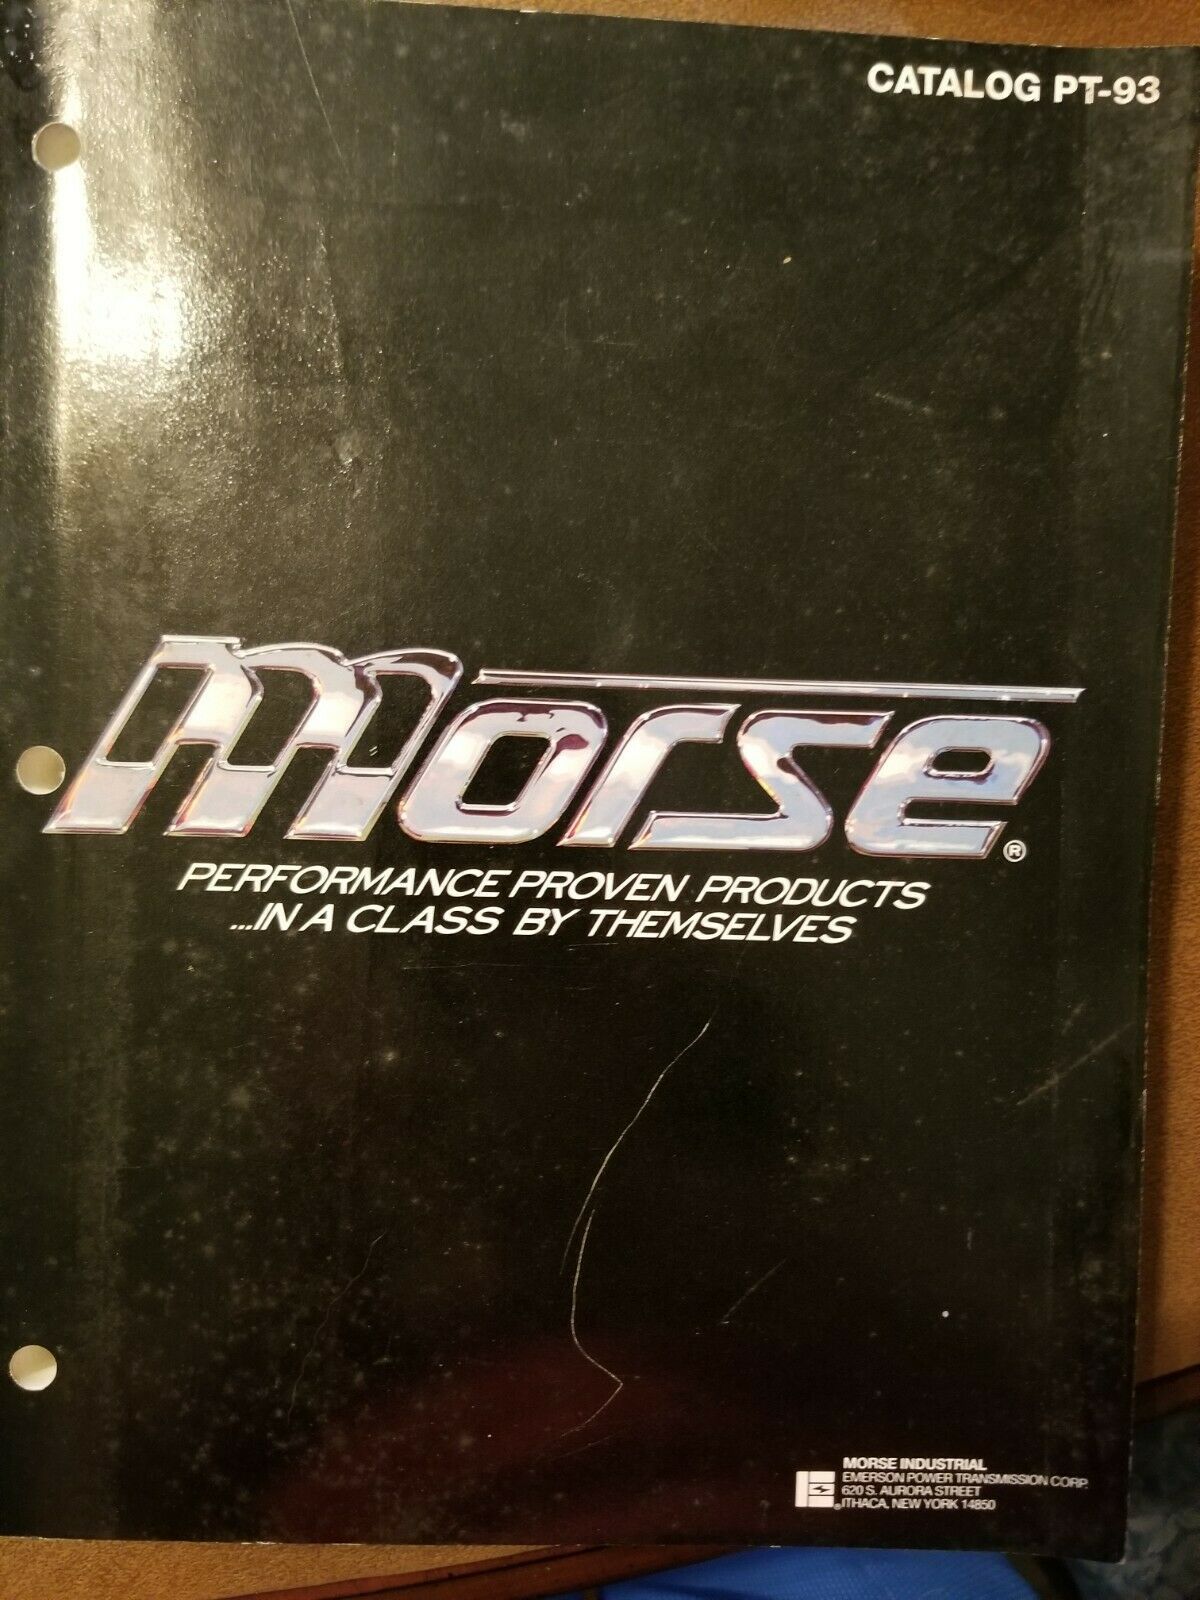 CATALOG PT-93
morse®
PERFORMANCE PROVEN PRODUCTS
...IN A CLASS BY THEMSELVES
MORSE INDUSTRIAL
EMERSON POWER TRANSMISSION CORP.
620 S. AURORA STREET
®ITHACA, NEW YORK 14850